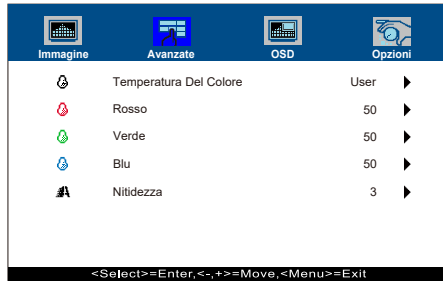 Immagine Avanzate OSD Opzioni
Temperatura Del Colore User
Rosso 50
Verde 50
Blu 50
Nitidezza 3
<Select>=Enter,<-,+>=Move,<Menu>=Exit